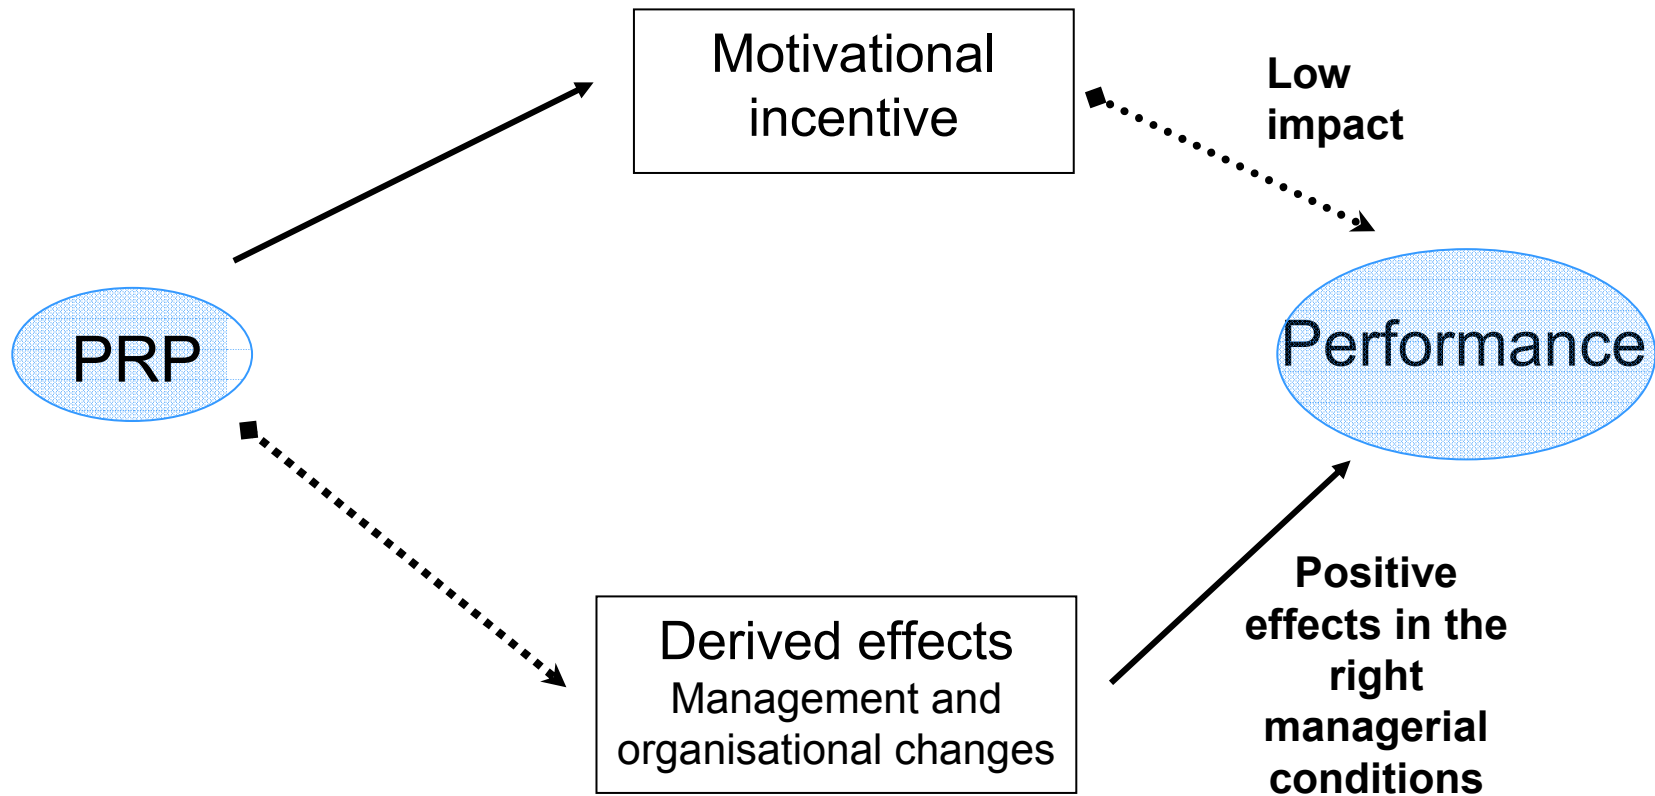 Motivational
incentive
Low
impact
PRP
Performance
Derived effects
Management and
organisational changes
Positive
effects in the
right
managerial
conditions